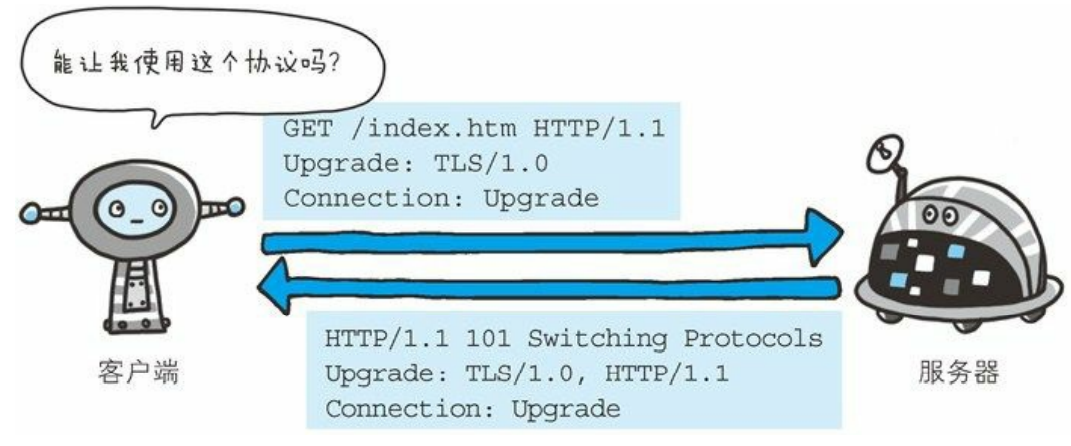 能让我使用这个协议吗?
GET /index.htm HTTP/1.1
Upgrade: TLS/1.0
Connection: Upgrade
HTTP/1.1 101 Switching Protocols
Upgrade: TLS/1.0, HTTP/1.1
Connection: Upgrade
客户端
服务器